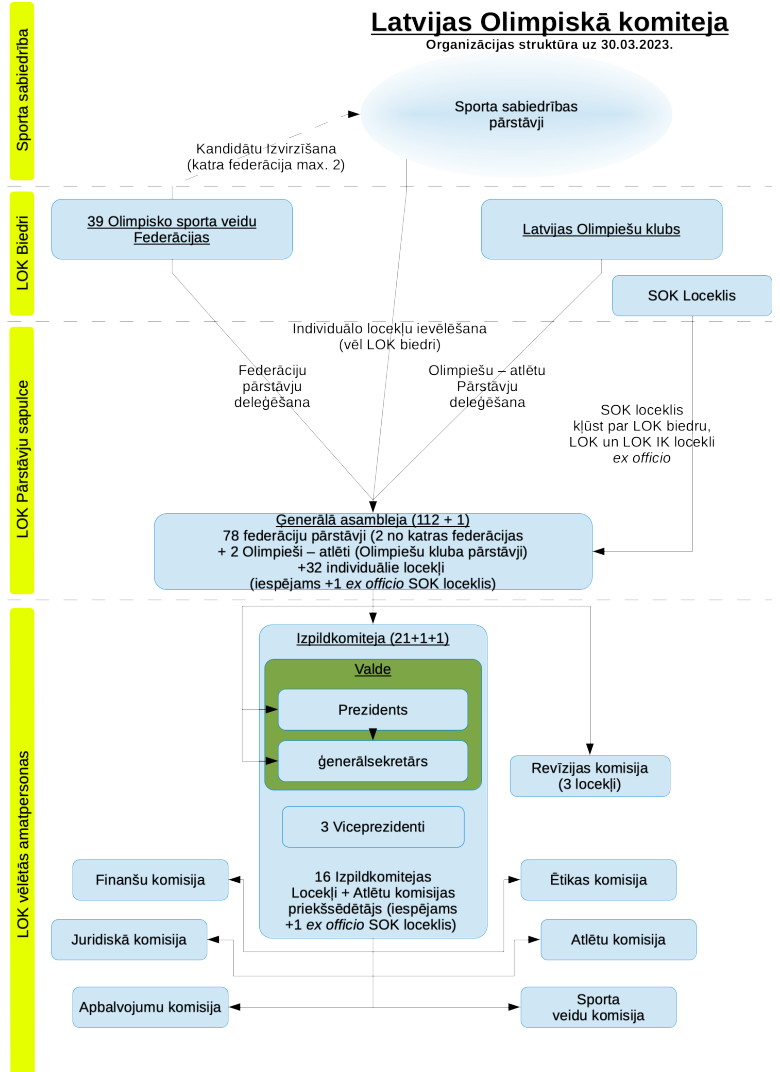 Latvijas Olimpiskā komiteja
Organizācijas struktūra uz 30.03.2023.
Sporta sabiedrība
Sporta sabiedrības
pārstāvji
Kandidātu Izvirzīšana
(katra federācija max. 2)
LOK Biedri
39 Olimpisko sporta veidu
Federācijas
Latvijas Olimpiešu klubs
SOK Loceklis
LOK Pārstāvju sapulce
Individuālo locekļu ievēlēšana
(vēl LOK biedri)
Federāciju
pārstāvju
deleģēšana
Olimpiešu – atlētu
Pārstāvju
deleģēšana
SOK loceklis
kļūst par LOK biedru,
LOK un LOK IK locekli
ex officio
Ģenerālā asambleja (112 + 1)
78 federāciju pārstāvji (2 no katras federācijas
+ 2 Olimpieši – atlēti (Olimpiešu kluba pārstāvji)
+32 individuālie locekļi
(iespējams +1 ex officio SOK loceklis)
LOK vēlētās amatpersonas
Izpildkomiteja (21+1+1)
Valde
Prezidents
ģenerālsekretārs
3 Viceprezidenti
16 Izpildkomitejas
Locekļi + Atlētu komisijas
priekšsēdētājs (iespējams
+1 ex officio SOK loceklis)
Revīzijas komisija
(3 locekļi)
Finanšu komisija
Ētikas komisija
Juridiskā komisija
Atlētu komisija
Apbalvojumu komisija
Sporta
veidu komisija